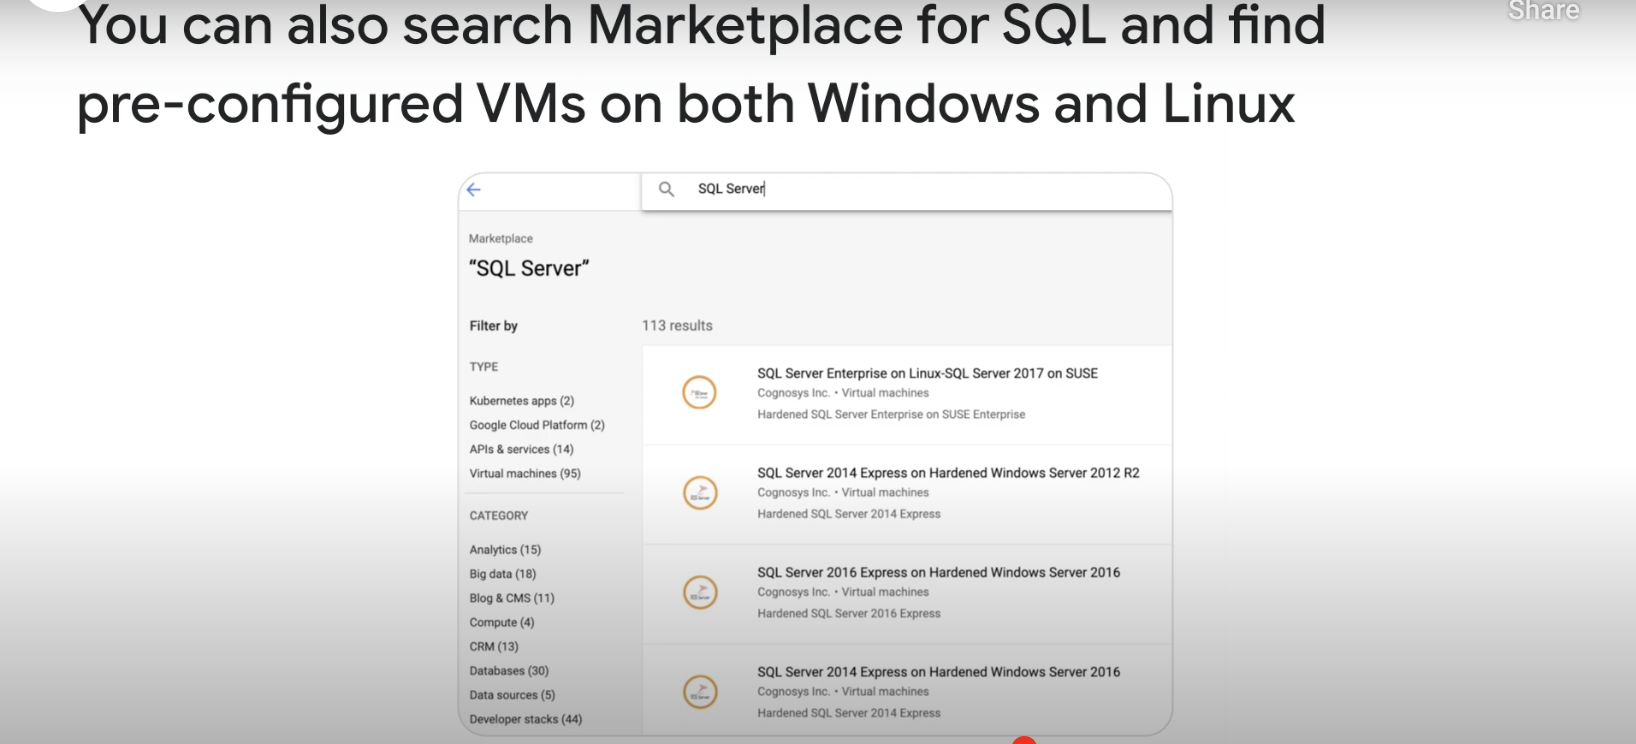 You can also search Marketplace for SQL and find
Share
pre-configured VMs on both Windows and Linux
SQL Server
Marketplace
“SQL Server”
Filter by
113 results
TYPE
Kubernetes apps (2)
Google Cloud Platform (2)
APIs & services (14)
Virtual machines (95)
CATEGORY
Analytics (15)
Big data (18)
Blog & CMS (11)
Compute (4)
CRM (13)
Databases (30)
Data sources (5)
Developer stacks (44)
SQL Server Enterprise on Linux-SQL Server 2017 on SUSE
Cognosys Inc. • Virtual machines
Hardened SQL Server Enterprise on SUSE Enterprise
SQL Server 2014 Express on Hardened Windows Server 2012 R2
Cognosys Inc. • Virtual machines
Hardened SQL Server 2014 Express
SQL Server 2016 Express on Hardened Windows Server 2016
Cognosys Inc. • Virtual machines
Hardened SQL Server 2016 Express
SQL Server 2014 Express on Hardened Windows Server 2016
Cognosys Inc. • Virtual machines
Hardened SQL Server 2014 Express